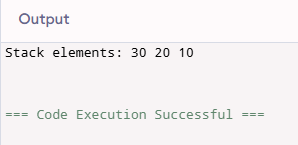 Output
Stack elements: 30 20 10
=== Code Execution Successful ===